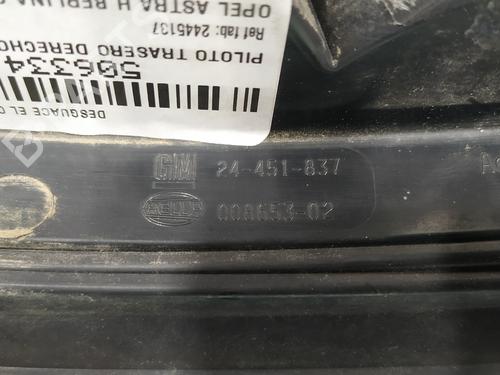 OPEL ASTRA H BERLINA
Ref fab: 2445137
PILOTO TRASERO DERECHO
506334
DESGUACE EL
GM 24-451-837
HELLA 008653-02